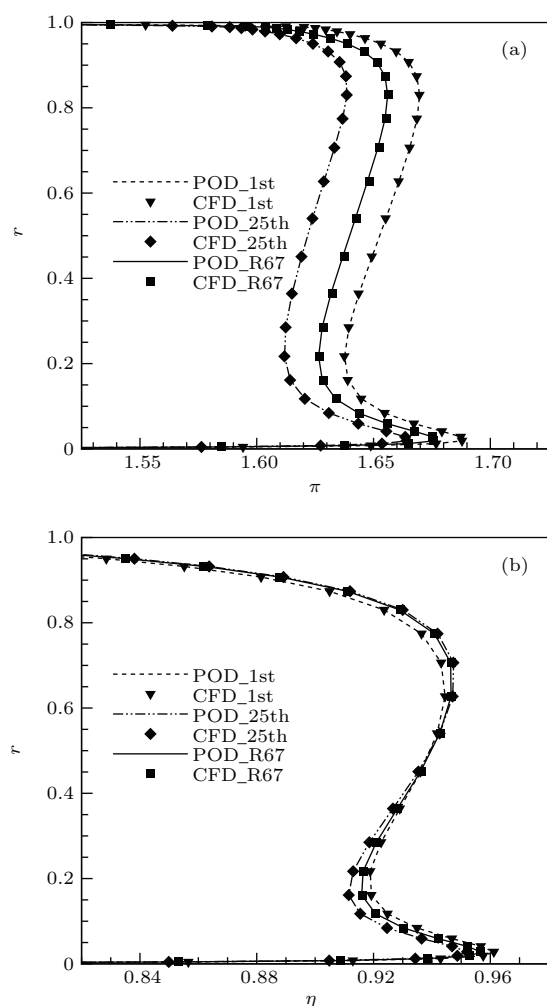 1.0
(a)
0.8
0.6
POD_1st
CFD_1st
POD_25th
CFD_25th
POD_R67
CFD_R67
r
0.4
0.2
0
1.55 1.60 1.65 1.70
π
1.0
(b)
0.8
0.6
POD_1st
CFD_1st
POD_25th
CFD_25th
POD_R67
CFD_R67
r
0.4
0.2
0
0.84 0.88 0.92 0.96
η